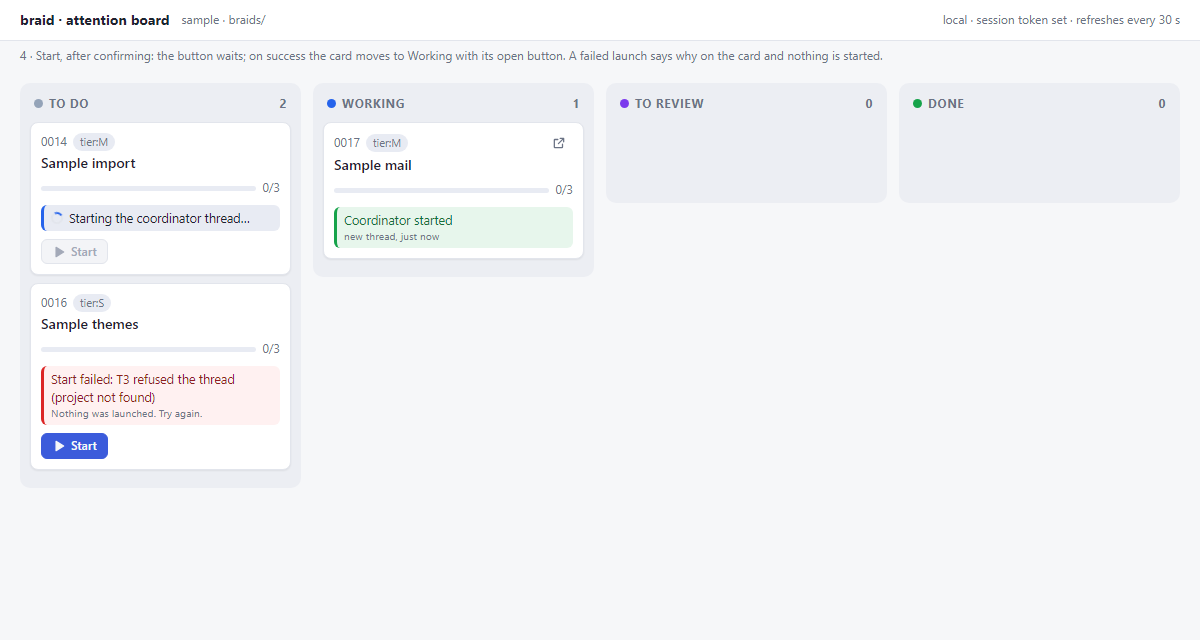 braid · attention board sample · braids/ local · session token set · refreshes every 30 s
4 · Start, after confirming: the button waits; on success the card moves to Working with its open button. A failed launch says why on the card and nothing is started.
TO DO 2
0014 tier:M
Sample import
0/3
Starting the coordinator thread...
Start
0016 tier:S
Sample themes
0/3
Start failed: T3 refused the thread
(project not found)
Nothing was launched. Try again.
Start
WORKING 1
0017 tier:M
Sample mail
0/3
Coordinator started
new thread, just now
TO REVIEW 0
DONE 0